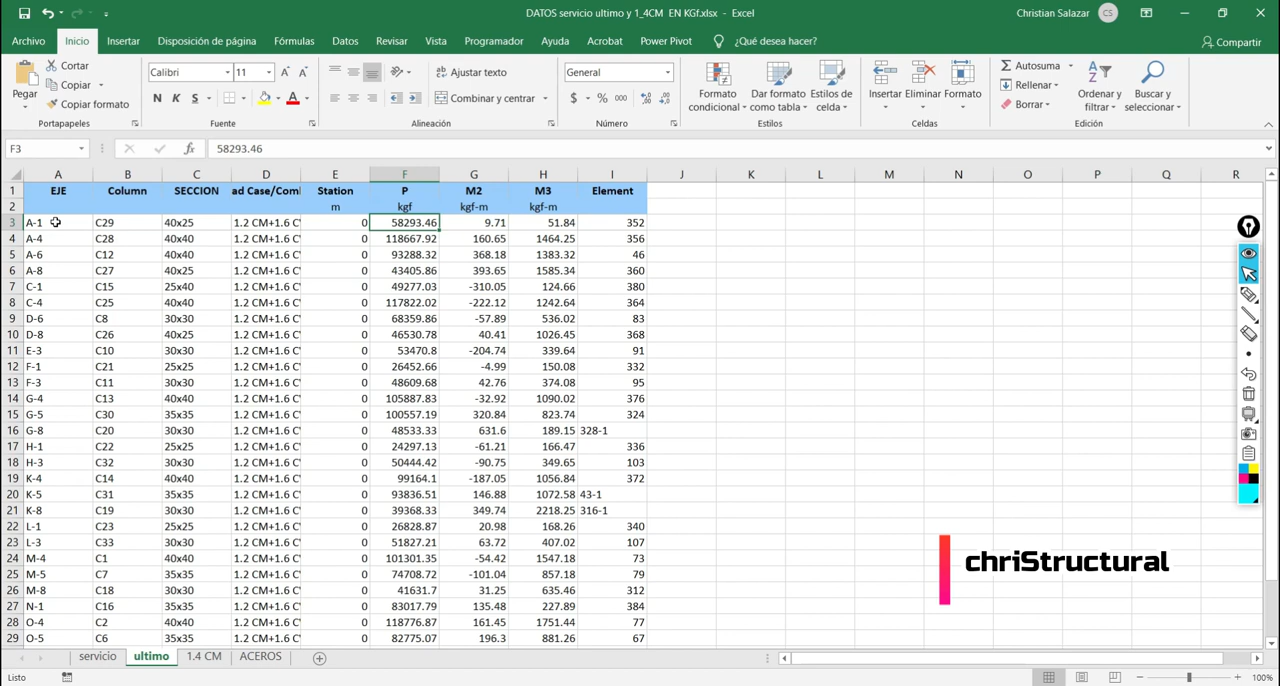 DATOS servicio ultimo y 1_4CM EN KGf.xlsx - Excel
Christian Salazar CS
Archivo Inicio Insertar Disposición de página Fórmulas Datos Revisar Vista Programador Ayuda Acrobat Power Pivot ¿Qué desea hacer? Compartir
Pegar Cortar Copiar Copiar formato
Calibri 11 N K S
Ajustar texto Combinar y centrar
General $ % 000
Formato condicional Dar formato como tabla Estilos de celda
Insertar Eliminar Formato
Autosuma Rellenar Borrar
Ordenar y filtrar Buscar y seleccionar
Portapapeles Fuente Alineación Número Estilos Celdas Edición
F3 fx 58293.46
A B C D E F G H I J K L M N O P Q R
1 EJE Column SECCION ad Case/Coml Station P M2 M3 Element
2 m kgf kgf-m kgf-m
3 A-1 C29 40x25 1.2 CM+1.6 C 0 58293.46 9.71 51.84 352
4 A-4 C28 40x40 1.2 CM+1.6 C 0 118667.92 160.65 1464.25 356
5 A-6 C12 40x40 1.2 CM+1.6 C 0 93288.32 368.18 1383.32 46
6 A-8 C27 40x25 1.2 CM+1.6 C 0 43405.86 393.65 1585.34 360
7 C-1 C15 25x40 1.2 CM+1.6 C 0 49277.03 -310.05 124.66 380
8 C-4 C25 40x40 1.2 CM+1.6 C 0 117822.02 -222.12 1242.64 364
9 D-6 C8 30x30 1.2 CM+1.6 C 0 68359.86 -57.89 536.02 83
10 D-8 C26 40x25 1.2 CM+1.6 C 0 46530.78 40.41 1026.45 368
11 E-3 C10 30x30 1.2 CM+1.6 C 0 53470.8 -204.74 339.64 91
12 F-1 C21 25x25 1.2 CM+1.6 C 0 26452.66 -4.99 150.08 332
13 F-3 C11 30x30 1.2 CM+1.6 C 0 48609.68 42.76 374.08 95
14 G-4 C13 40x40 1.2 CM+1.6 C 0 105887.83 -32.92 1090.02 376
15 G-5 C30 35x35 1.2 CM+1.6 C 0 100557.19 320.84 823.74 324
16 G-8 C20 30x30 1.2 CM+1.6 C 0 48533.33 631.6 189.15 328-1
17 H-1 C22 25x25 1.2 CM+1.6 C 0 24297.13 -61.21 166.47 336
18 H-3 C32 30x30 1.2 CM+1.6 C 0 50444.42 -90.75 349.65 103
19 K-4 C14 40x40 1.2 CM+1.6 C 0 99164.1 -187.05 1056.84 372
20 K-5 C31 35x35 1.2 CM+1.6 C 0 93836.51 146.88 1072.58 43-1
21 K-8 C19 30x30 1.2 CM+1.6 C 0 39368.33 349.74 2218.25 316-1
22 L-1 C23 25x25 1.2 CM+1.6 C 0 26828.87 20.98 168.26 340
23 L-3 C33 30x30 1.2 CM+1.6 C 0 51827.21 63.72 407.02 107
24 M-4 C1 40x40 1.2 CM+1.6 C 0 101301.35 -54.42 1547.18 73
25 M-5 C7 35x35 1.2 CM+1.6 C 0 74708.72 -101.04 857.18 79
26 M-8 C18 30x30 1.2 CM+1.6 C 0 41631.7 31.25 635.46 312
27 N-1 C16 35x35 1.2 CM+1.6 C 0 83017.79 135.48 227.89 384
28 O-4 C2 40x40 1.2 CM+1.6 C 0 118776.87 161.45 1751.44 77
29 O-5 C6 35x35 1.2 CM+1.6 C 0 82775.07 196.3 881.26 67
chriStructural
servicio ultimo 1.4 CM ACEROS
Listo 100%